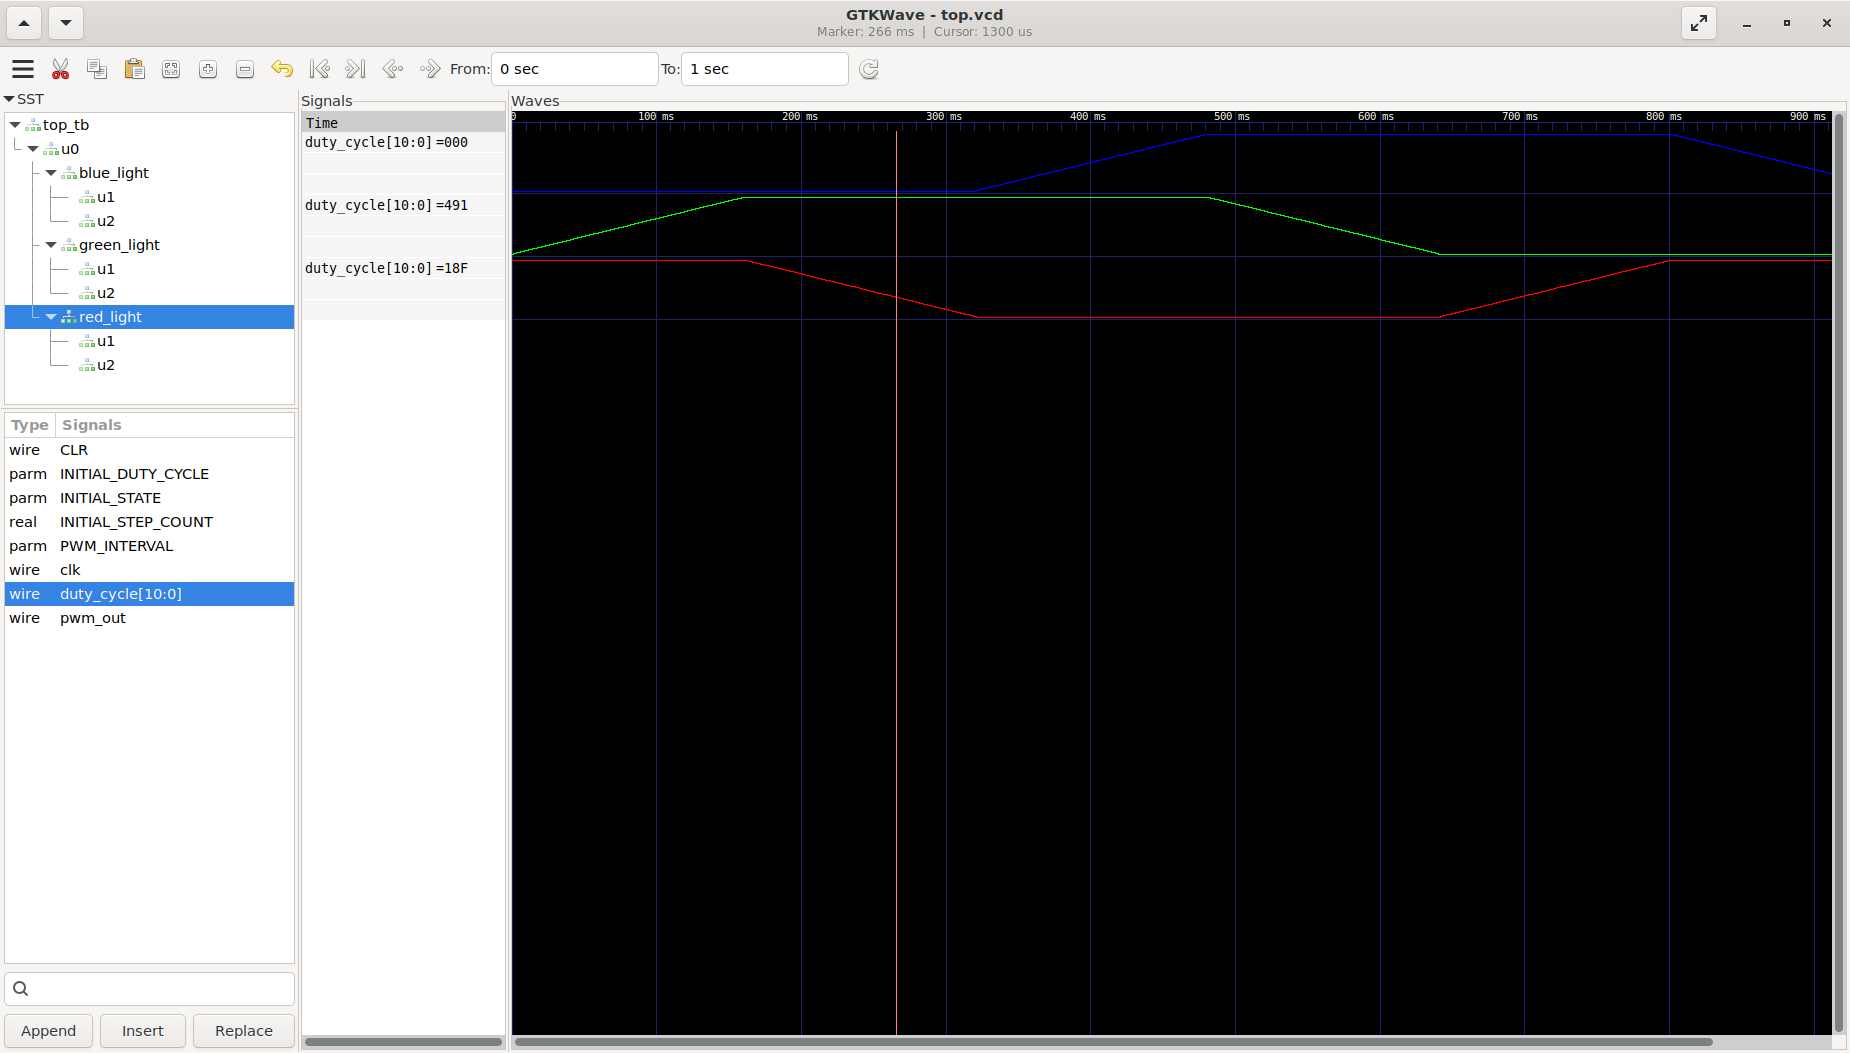 GTKWave - top.vcd
Marker: 266 ms | Cursor: 1300 us
From: 0 sec To: 1 sec
SST
top_tb
u0
blue_light
u1
u2
green_light
u1
u2
red_light
u1
u2
Type Signals
wire CLR
parm INITIAL_DUTY_CYCLE
parm INITIAL_STATE
real INITIAL_STEP_COUNT
parm PWM_INTERVAL
wire clk
wire duty_cycle[10:0]
wire pwm_out
Append Insert Replace
Signals
Time
duty_cycle[10:0]=000
duty_cycle[10:0]=491
duty_cycle[10:0]=18F
Waves
0 100 ms 200 ms 300 ms 400 ms 500 ms 600 ms 700 ms 800 ms 900 ms